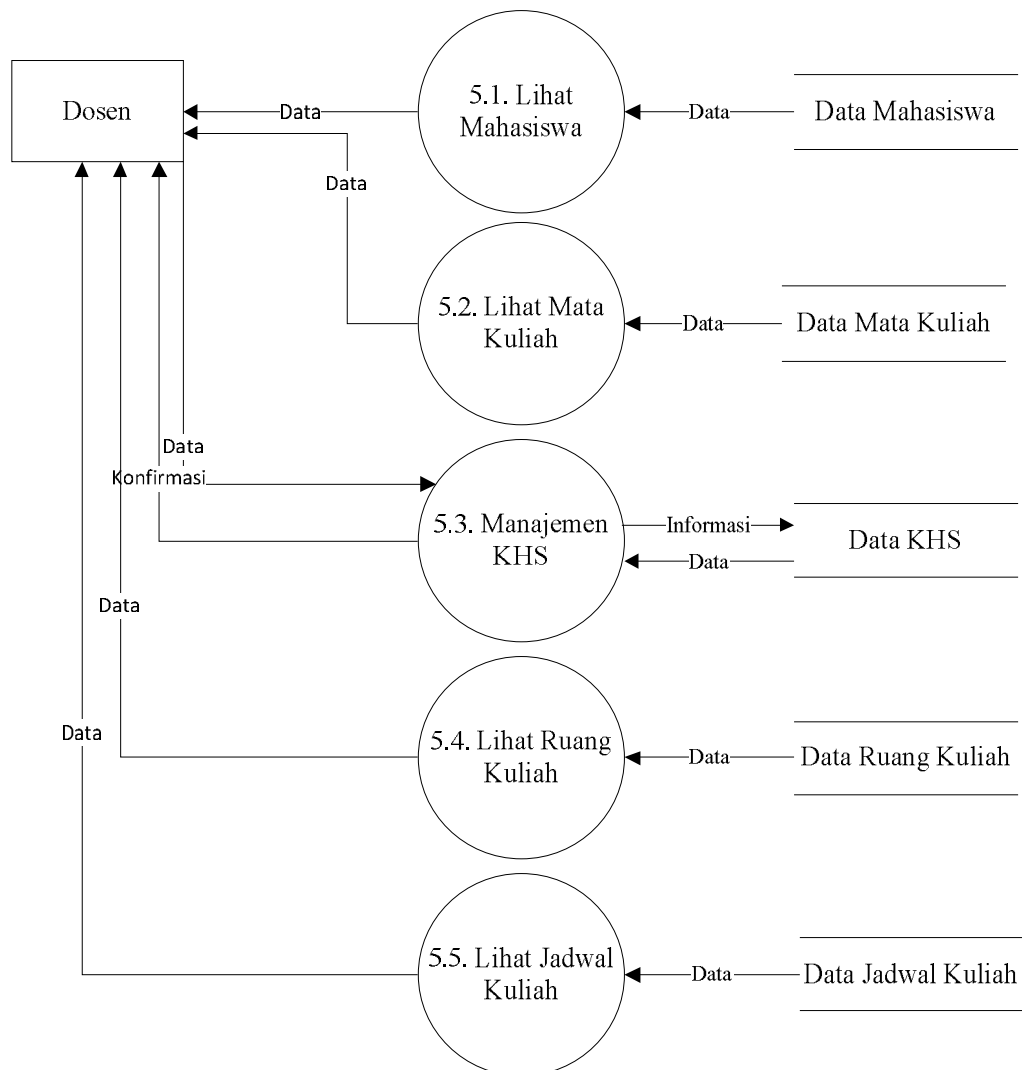 Dosen
Data
5.1. Lihat
Mahasiswa
Data
Data Mahasiswa
Data
5.2. Lihat Mata
Kuliah
Data
Data Mata Kuliah
Data
Konfirmasi
5.3. Manajemen
KHS
Informasi
Data
Data KHS
Data
5.4. Lihat Ruang
Kuliah
Data
Data Ruang Kuliah
Data
5.5. Lihat Jadwal
Kuliah
Data
Data Jadwal Kuliah